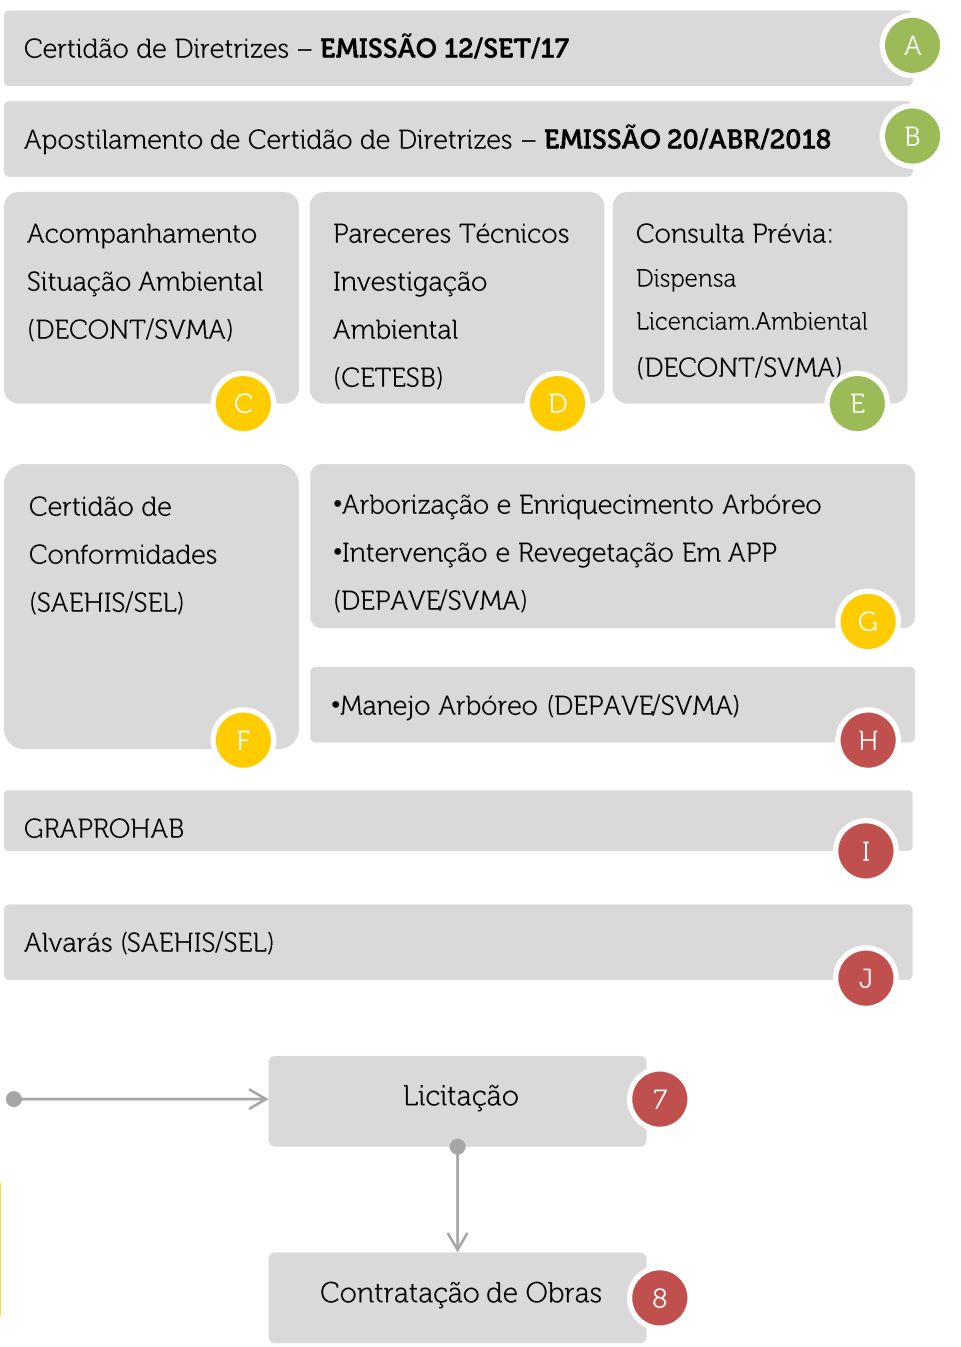 Certidão de Diretrizes – EMISSÃO 12/SET/17
A
Apostilamento de Certidão de Diretrizes – EMISSÃO 20/ABR/2018
B
Acompanhamento
Situação Ambiental
(DECONT/SVMA)
C
Pareceres Técnicos
Investigação
Ambiental
(CETESB)
D
Consulta Prévia:
Dispensa
Licenciam.Ambiental
(DECONT/SVMA)
E
Certidão de
Conformidades
(SAEHIS/SEL)
F
•Arborização e Enriquecimento Arbóreo
•Intervenção e Revegetação Em APP
(DEPAVE/SVMA)
G
•Manejo Arbóreo (DEPAVE/SVMA)
H
GRAPROHAB
I
Alvarás (SAEHIS/SEL)
J
Licitação
7
Contratação de Obras
8